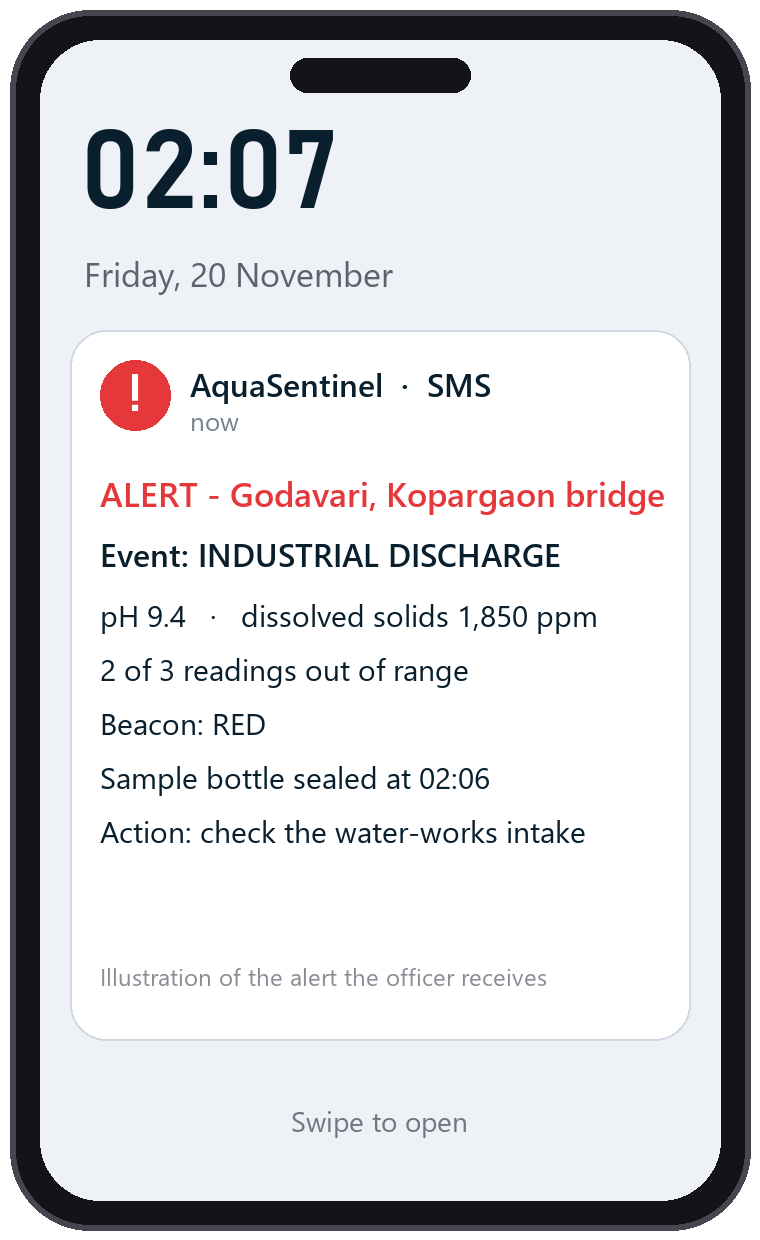 02:07
Friday, 20 November
!
AquaSentinel · SMS
now
ALERT - Godavari, Kopargaon bridge
Event: INDUSTRIAL DISCHARGE
pH 9.4 · dissolved solids 1,850 ppm
2 of 3 readings out of range
Beacon: RED
Sample bottle sealed at 02:06
Action: check the water-works intake
Illustration of the alert the officer receives
Swipe to open